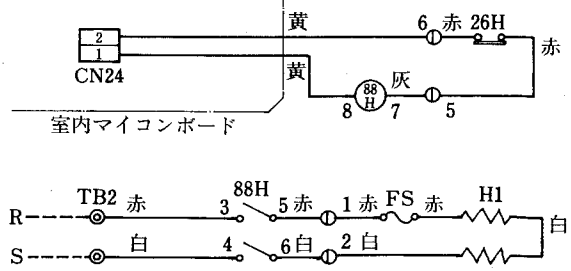 黄 6 赤 26H
2
1
CN24
黄
赤
灰
88
H
8 7 5
室内マイコンボード
TB2 88H FS H1
R 赤 3 5 赤 1 赤 赤
白
S 白 4 6 白 2 白